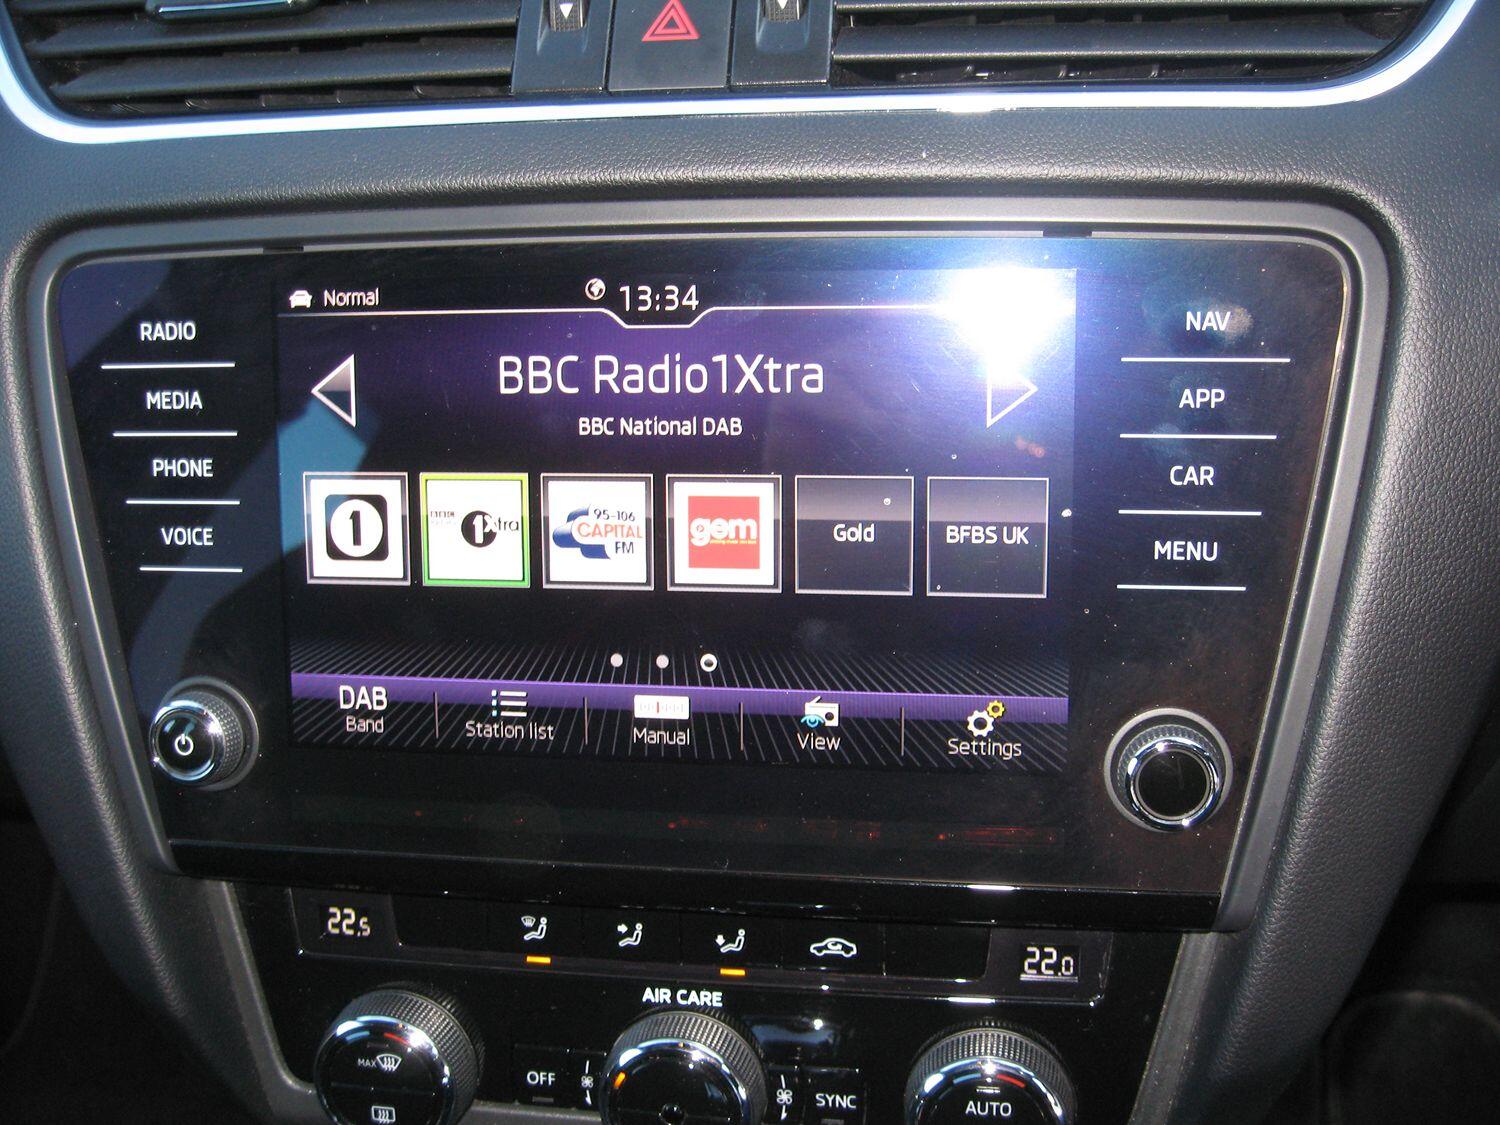 Normal
13:34
RADIO
MEDIA
PHONE
VOICE
BBC Radio1Xtra
BBC National DAB
NAV
APP
CAR
MENU
1
1Xtra
95-106
CAPITAL
FM
gem
Gold
BFBS UK
DAB
Band
Station list
Manual
View
Settings
22.5
22.0
AIR CARE
MAX
OFF
SYNC
AUTO